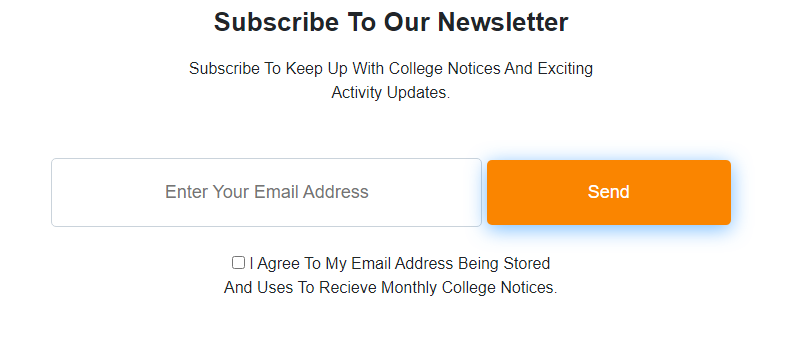 Subscribe To Our Newsletter
Subscribe To Keep Up With College Notices And Exciting
Activity Updates.
Enter Your Email Address
Send
I Agree To My Email Address Being Stored
And Uses To Recieve Monthly College Notices.